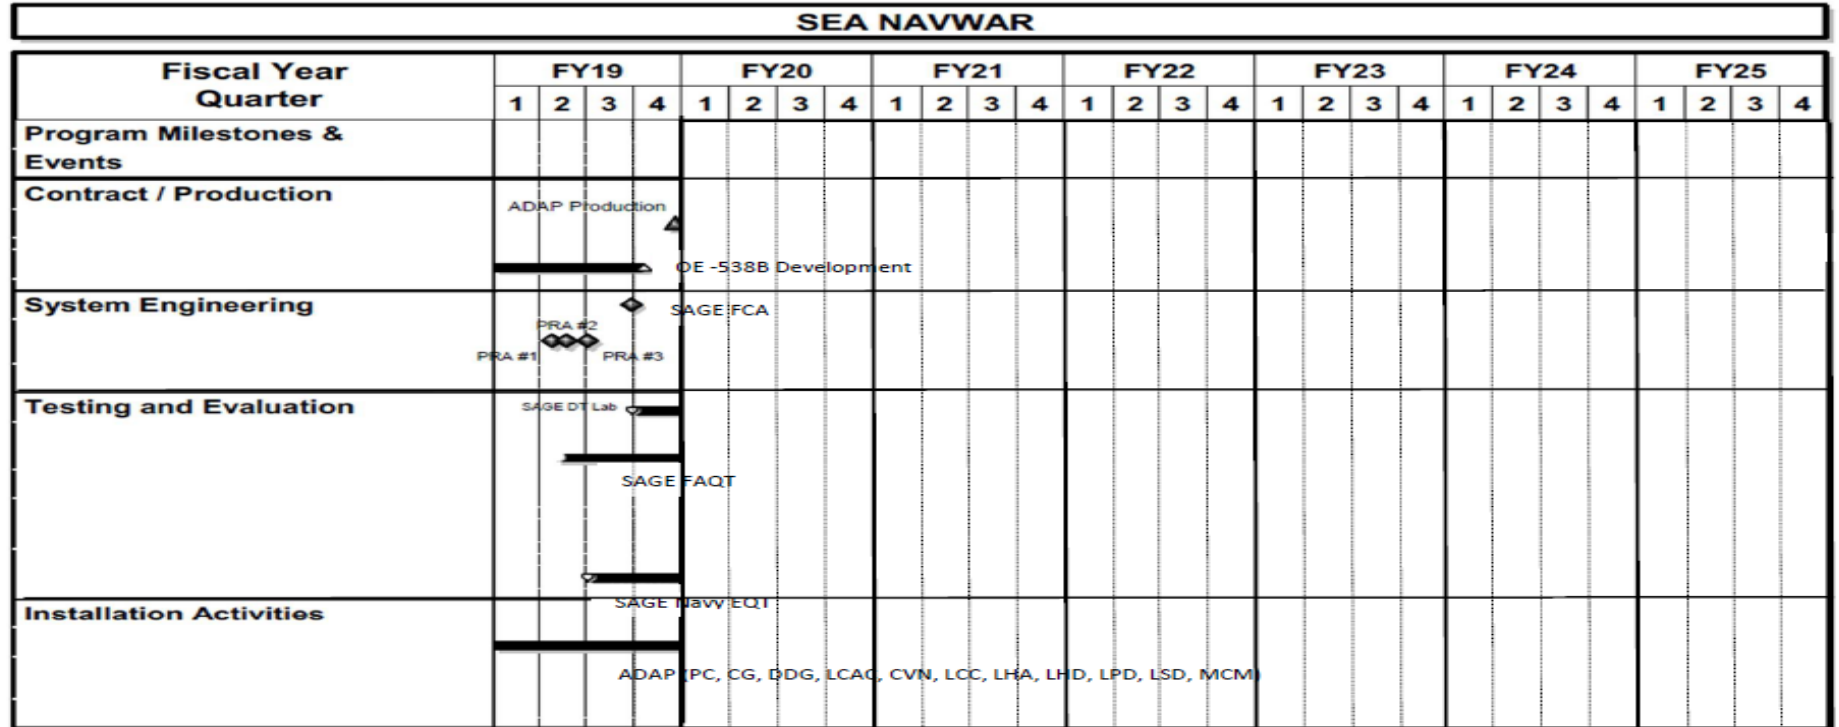 SEA NAVWAR
Fiscal Year FY19 FY20 FY21 FY22 FY23 FY24 FY25
Quarter 1 2 3 4 1 2 3 4 1 2 3 4 1 2 3 4 1 2 3 4 1 2 3 4 1 2 3 4
Program Milestones &
Events
Contract / Production
ADAP Production
OE -538B Development
System Engineering
SAGE FCA
PRA #2
PRA #1 PRA #3
Testing and Evaluation
SAGE DT Lab
SAGE FAQT
SAGE Navy EQT
Installation Activities
ADAP (PC, CG, DDG, LCAC, CVN, LCC, LHA, LHD, LPD, LSD, MCM)